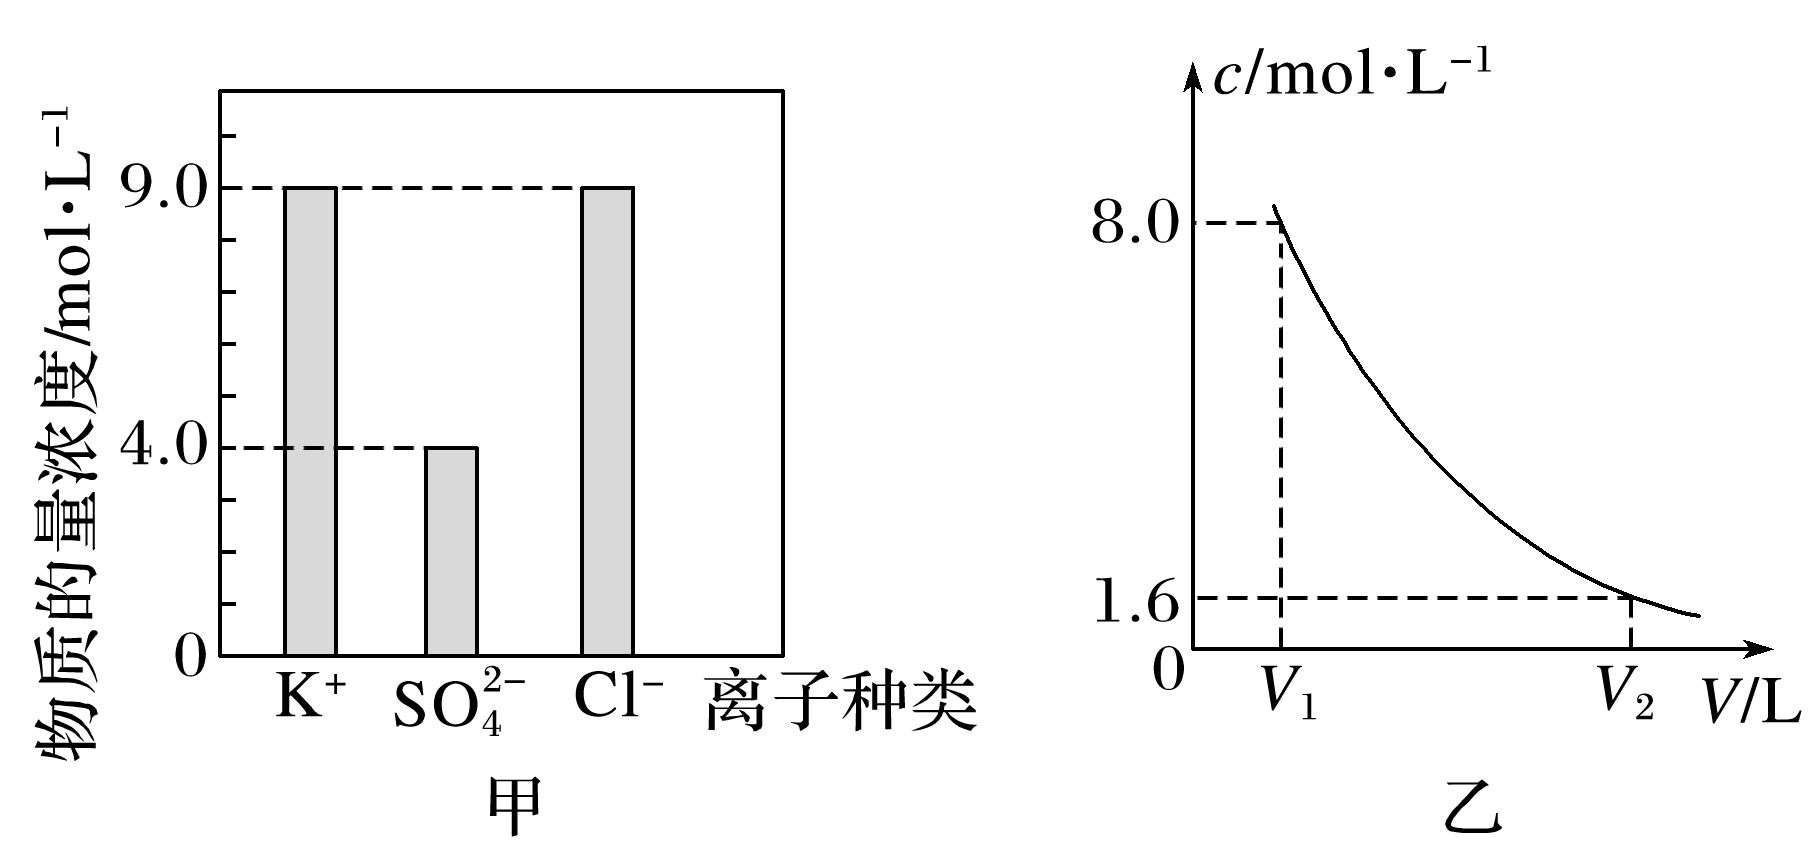 物质的量浓度/mol·L⁻¹
9.0
4.0
0
K⁺ SO₄²⁻ Cl⁻ 离子种类
甲
c/mol·L⁻¹
8.0
1.6
0 V₁ V₂ V/L
乙